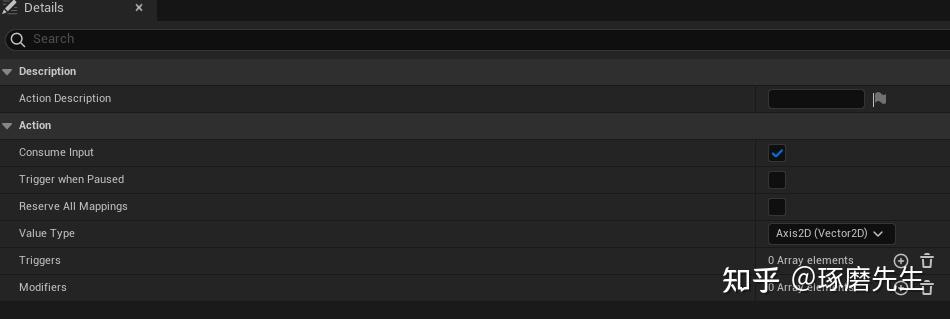 Details
Search
Description
Action Description
Action
Consume Input
Trigger when Paused
Reserve All Mappings
Value Type Axis2D (Vector2D)
Triggers 0 Array elements
Modifiers 0 Array elements
知乎 @琢磨先生